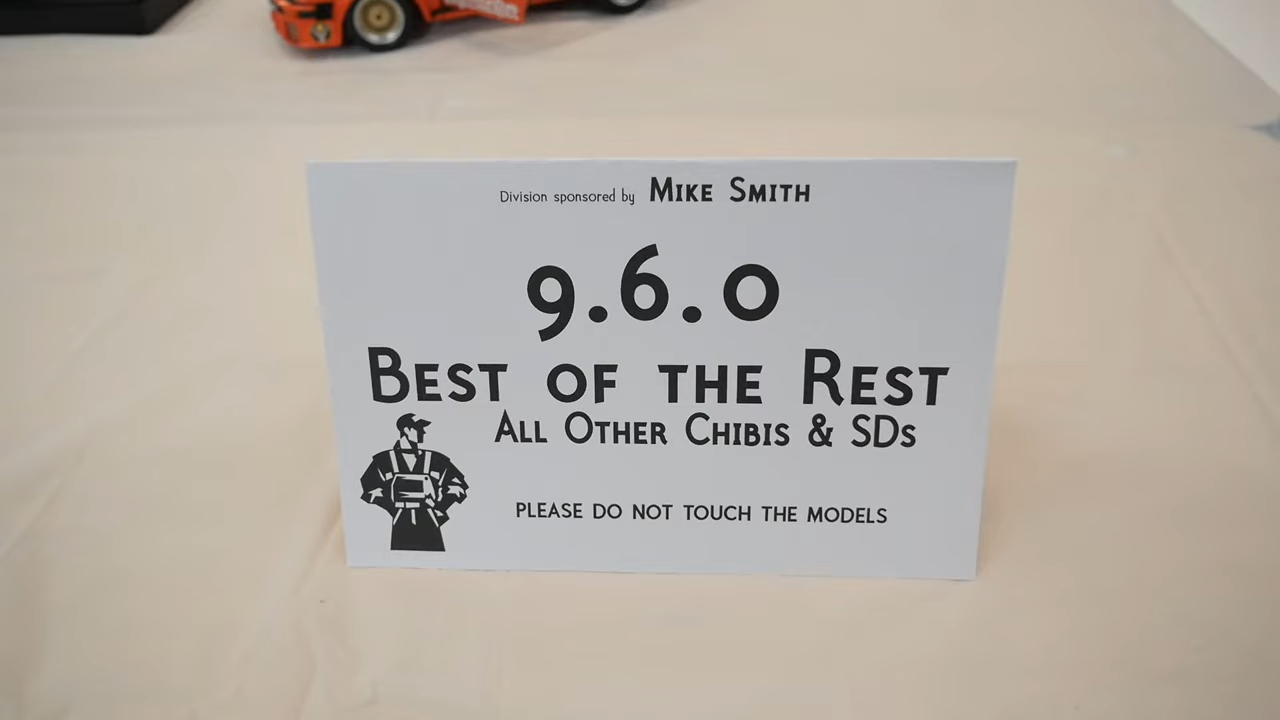 Division sponsored by Mike Smith
9.6.0
Best of the Rest
All Other Chibis & SDs
PLEASE DO NOT TOUCH THE MODELS